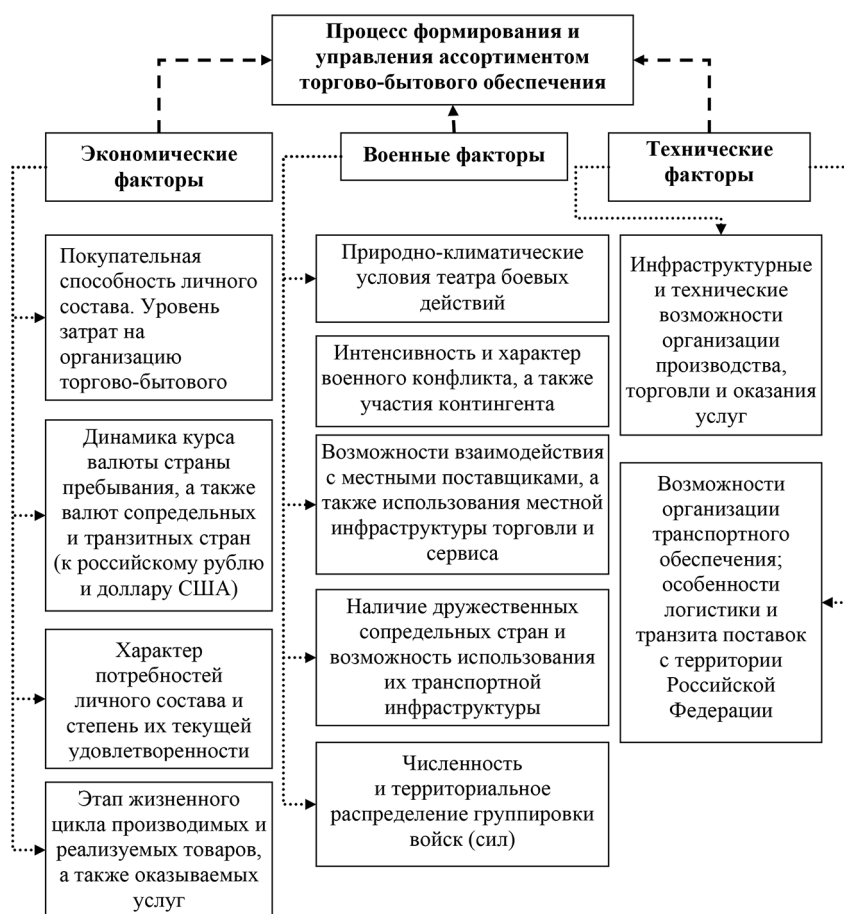 Процесс формирования и
управления ассортиментом
торгово-бытового обеспечения
Экономические
факторы
Военные факторы
Технические
факторы
Покупательная
способность личного
состава. Уровень
затрат на
организацию
торгово-бытового
Динамика курса
валюты страны
пребывания, а также
валют сопредельных
и транзитных стран
(к российскому рублю
и доллару США)
Характер
потребностей
личного состава и
степень их текущей
удовлетворенности
Этап жизненного
цикла производимых и
реализуемых товаров,
а также оказываемых
услуг
Природно-климатические
условия театра боевых
действий
Интенсивность и характер
военного конфликта, а также
участия контингента
Возможности взаимодействия
с местными поставщиками, а
также использования местной
инфраструктуры торговли и
сервиса
Наличие дружественных
сопредельных стран и
возможность использования
их транспортной
инфраструктуры
Численность
и территориальное
распределение группировки
войск (сил)
Инфраструктурные
и технические
возможности
организации
производства,
торговли и оказания
услуг
Возможности
организации
транспортного
обеспечения;
особенности
логистики и
транзита поставок
с территории
Российской
Федерации